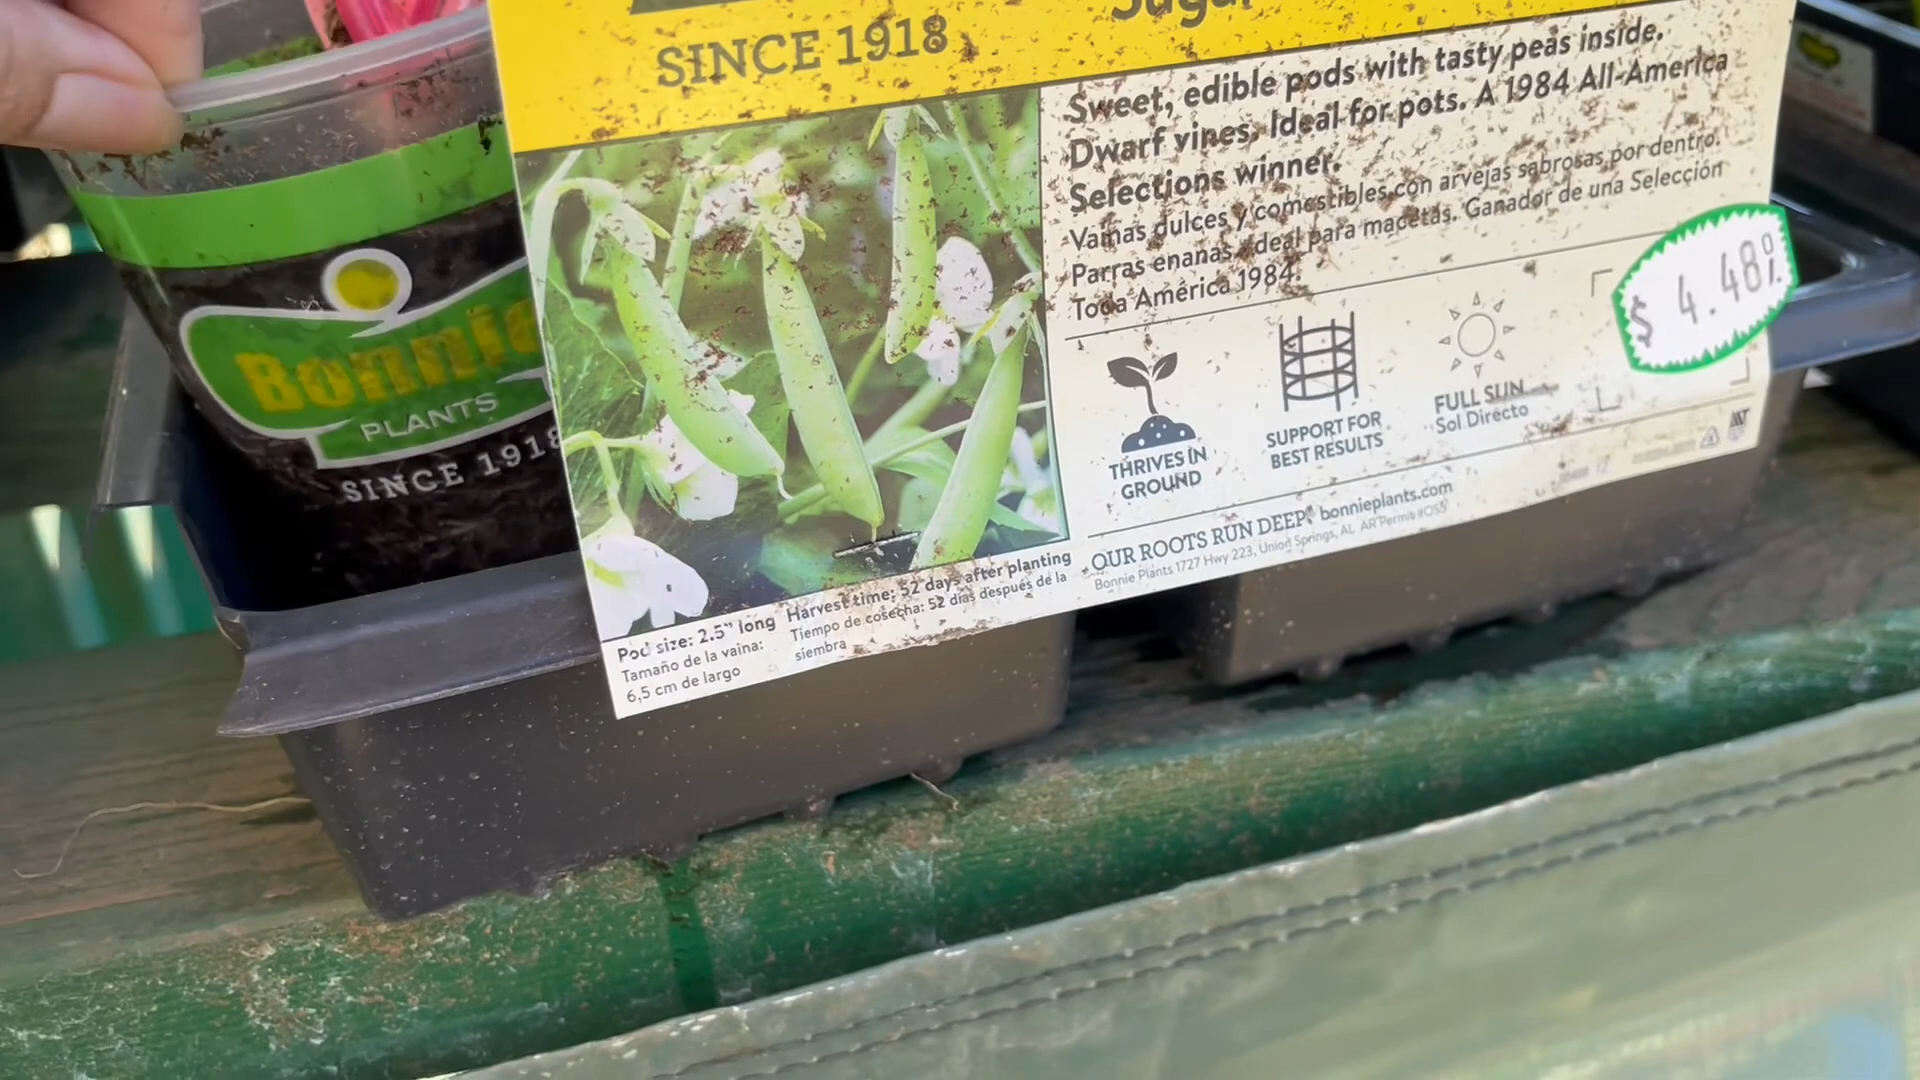 Sugar
SINCE 1918
Sweet, edible pods with tasty peas inside.
Dwarf vines. Ideal for pots. A 1984 All-America
Selections winner.
Vainas dulces y comestibles con arvejas sabrosas por dentro.
Parras enanas. Ideal para macetas. Ganador de una Selección
Toda América 1984.
$ 4.48
THRIVES IN
GROUND
SUPPORT FOR
BEST RESULTS
FULL SUN
Sol Directo
OUR ROOTS RUN DEEP® bonnieplants.com
Bonnie Plants 1727 Hwy 223, Union Springs, AL AR Permit #055
Pod size: 2.5" long
Tamaño de la vaina:
6,5 cm de largo
Harvest time: 52 days after planting
Tiempo de cosecha: 52 días después de la
siembra
Bonnie
PLANTS
SINCE 1918